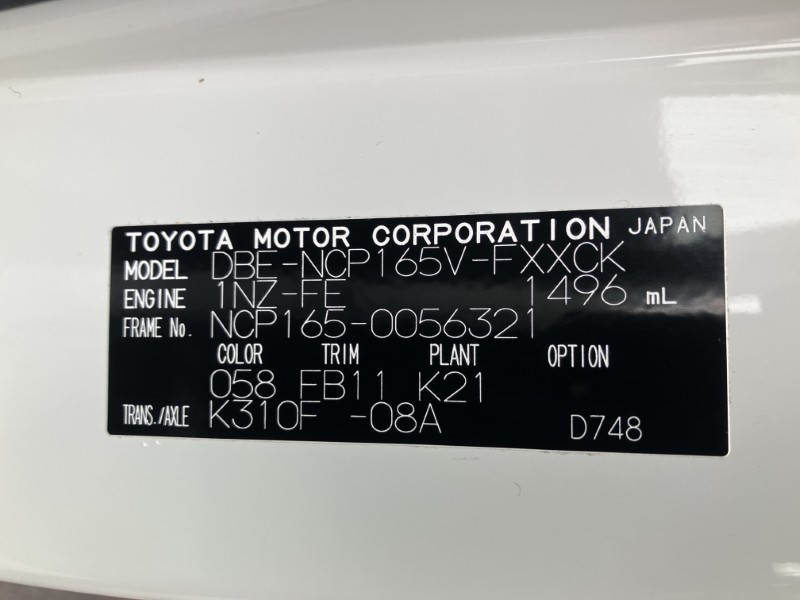 TOYOTA MOTOR CORPORATION JAPAN
MODEL DBE-NCP165V-FXXCK
ENGINE 1NZ-FE 1496 mL
FRAME No. NCP165-0056321
COLOR TRIM PLANT OPTION
058 FB11 K21
TRANS./AXLE K310F -08A D748